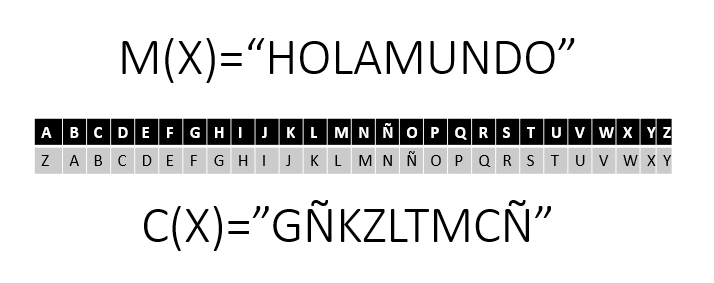 M(X)=“HOLAMUNDO”
A B C D E F G H I J K L M N Ñ O P Q R S T U V W X Y Z
Z A B C D E F G H I J K L M N Ñ O P Q R S T U V W X Y
C(X)=”GÑKZLTMCÑ”